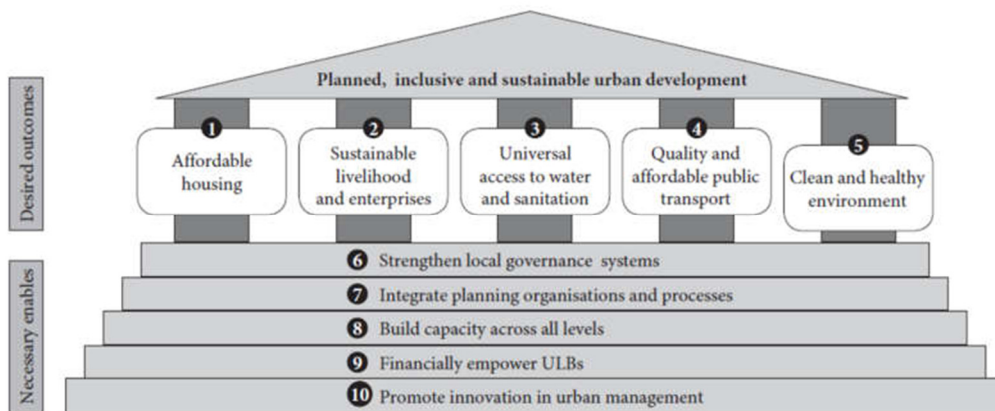 Planned, inclusive and sustainable urban development
Desired outcomes
1
Affordable
housing
2
Sustainable
livelihood
and enterprises
3
Universal
access to water
and sanitation
4
Quality and
affordable public
transport
5
Clean and healthy
environment
Necessary enables
6 Strengthen local governance systems
7 Integrate planning organisations and processes
8 Build capacity across all levels
9 Financially empower ULBs
10 Promote innovation in urban management